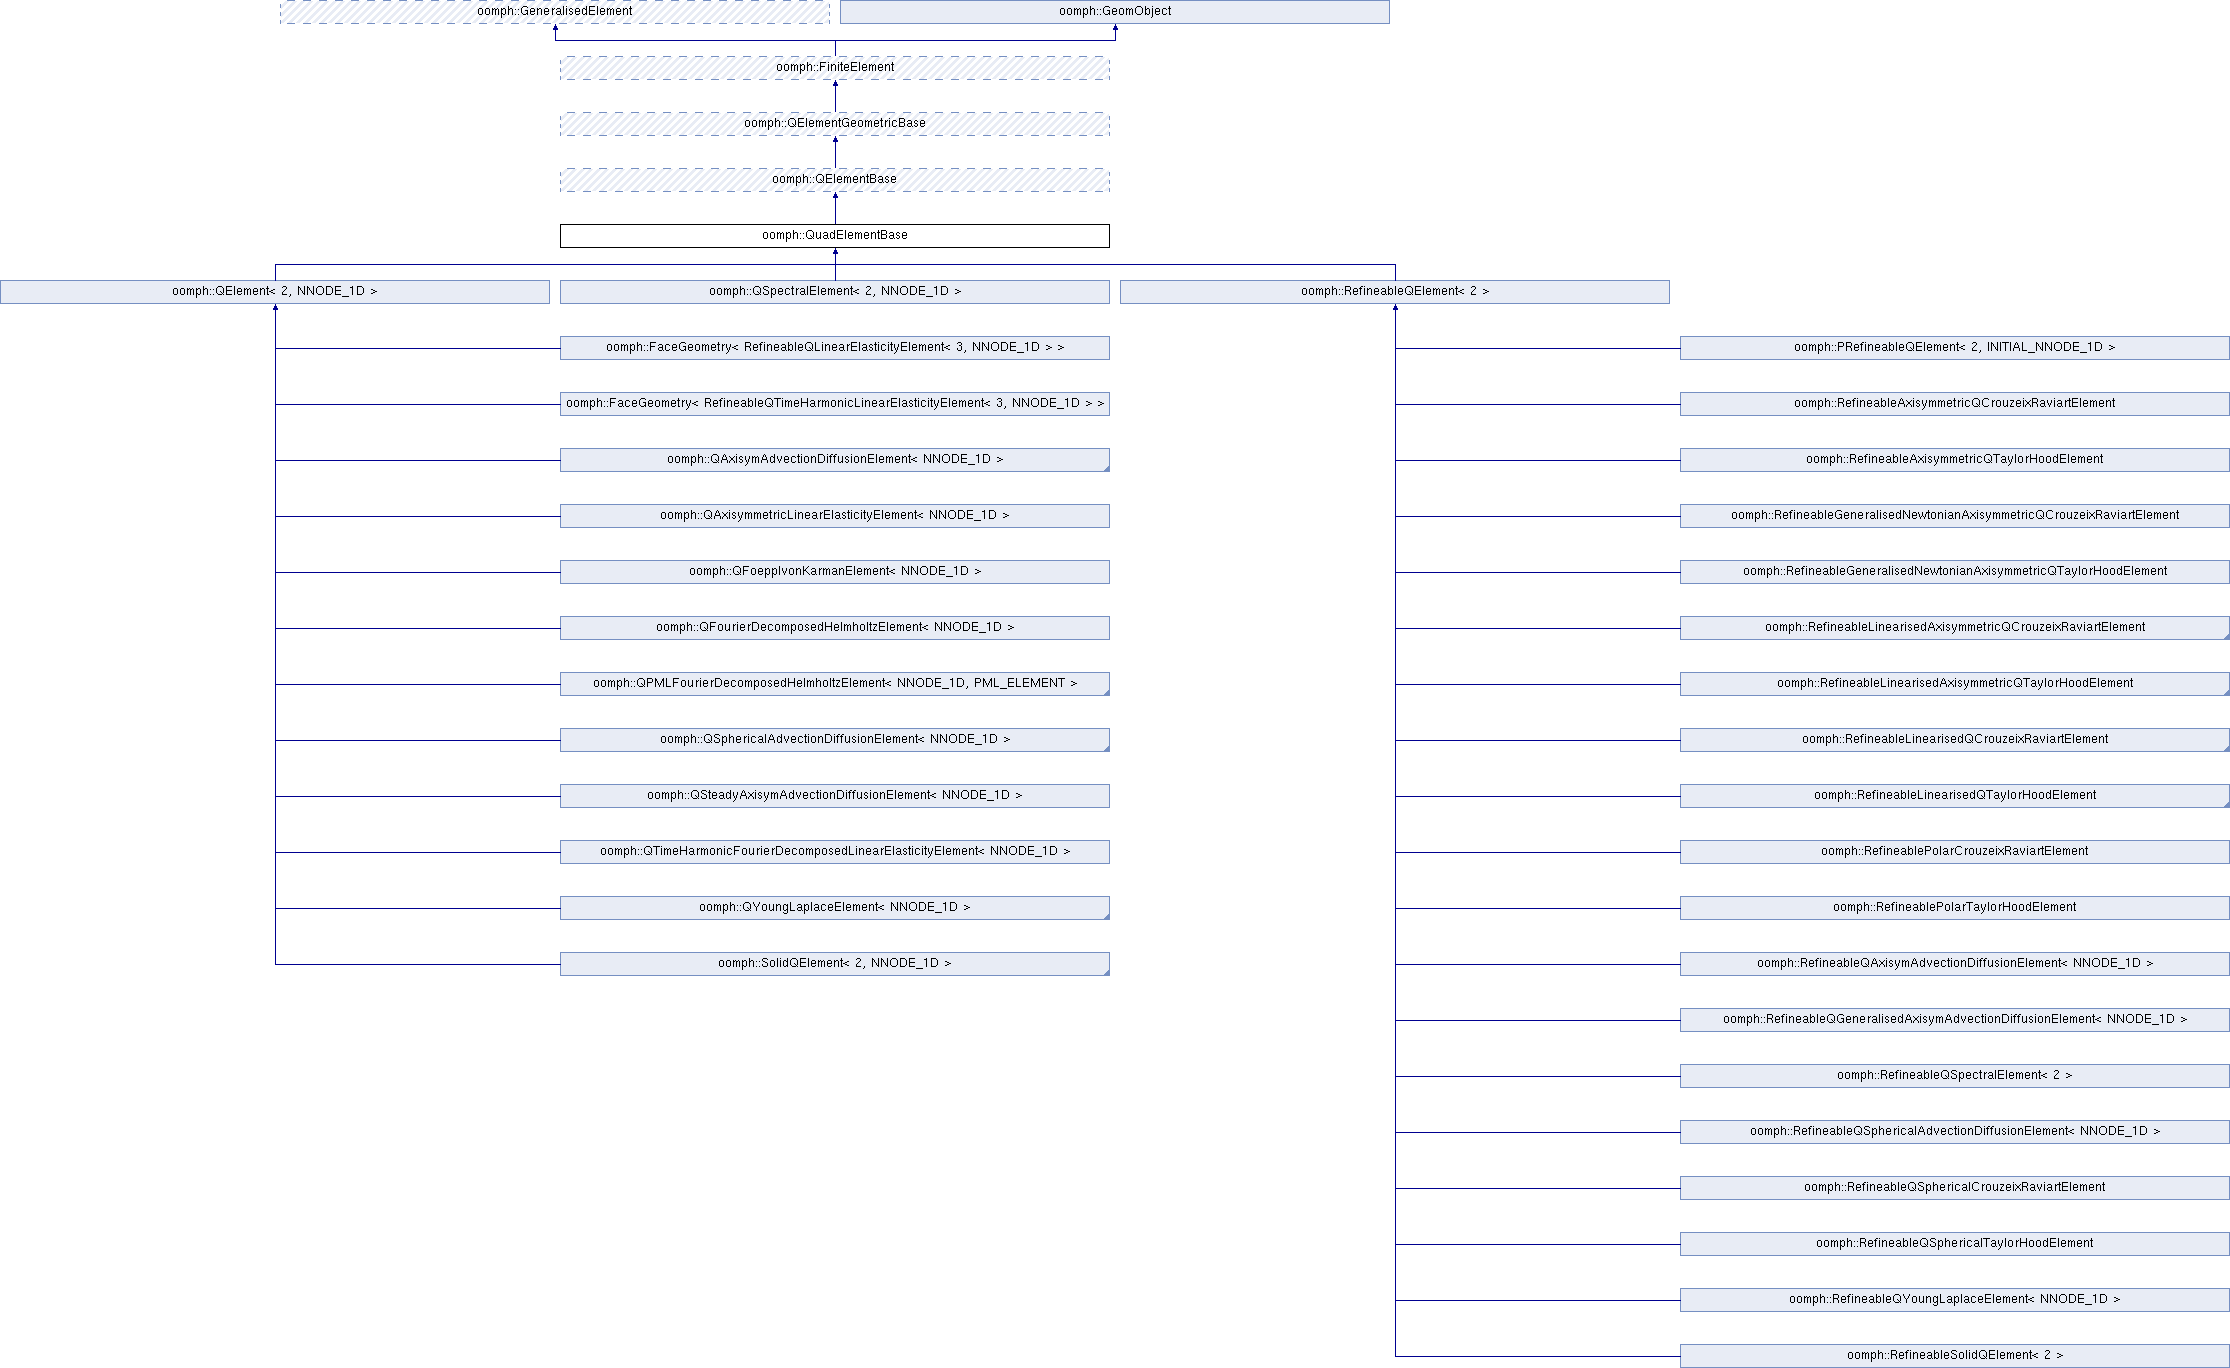 oomph::GeneralisedElement
oomph::GeomObject
oomph::FiniteElement
oomph::QElementGeometricBase
oomph::QElementBase
oomph::QuadElementBase
oomph::QElement< 2, NNODE_1D >
oomph::QSpectralElement< 2, NNODE_1D >
oomph::RefineableQElement< 2 >
oomph::FaceGeometry< RefineableQLinearElasticityElement< 3, NNODE_1D > >
oomph::FaceGeometry< RefineableQTimeHarmonicLinearElasticityElement< 3, NNODE_1D > >
oomph::QAxisymAdvectionDiffusionElement< NNODE_1D >
oomph::QAxisymmetricLinearElasticityElement< NNODE_1D >
oomph::QFoepplvonKarmanElement< NNODE_1D >
oomph::QFourierDecomposedHelmholtzElement< NNODE_1D >
oomph::QPMLFourierDecomposedHelmholtzElement< NNODE_1D, PML_ELEMENT >
oomph::QSphericalAdvectionDiffusionElement< NNODE_1D >
oomph::QSteadyAxisymAdvectionDiffusionElement< NNODE_1D >
oomph::QTimeHarmonicFourierDecomposedLinearElasticityElement< NNODE_1D >
oomph::QYoungLaplaceElement< NNODE_1D >
oomph::SolidQElement< 2, NNODE_1D >
oomph::PRefineableQElement< 2, INITIAL_NNODE_1D >
oomph::RefineableAxisymmetricQCrouzeixRaviartElement
oomph::RefineableAxisymmetricQTaylorHoodElement
oomph::RefineableGeneralisedNewtonianAxisymmetricQCrouzeixRaviartElement
oomph::RefineableGeneralisedNewtonianAxisymmetricQTaylorHoodElement
oomph::RefineableLinearisedAxisymmetricQCrouzeixRaviartElement
oomph::RefineableLinearisedAxisymmetricQTaylorHoodElement
oomph::RefineableLinearisedQCrouzeixRaviartElement
oomph::RefineableLinearisedQTaylorHoodElement
oomph::RefineablePolarCrouzeixRaviartElement
oomph::RefineablePolarTaylorHoodElement
oomph::RefineableQAxisymAdvectionDiffusionElement< NNODE_1D >
oomph::RefineableQGeneralisedAxisymAdvectionDiffusionElement< NNODE_1D >
oomph::RefineableQSpectralElement< 2 >
oomph::RefineableQSphericalAdvectionDiffusionElement< NNODE_1D >
oomph::RefineableQSphericalCrouzeixRaviartElement
oomph::RefineableQSphericalTaylorHoodElement
oomph::RefineableQYoungLaplaceElement< NNODE_1D >
oomph::RefineableSolidQElement< 2 >